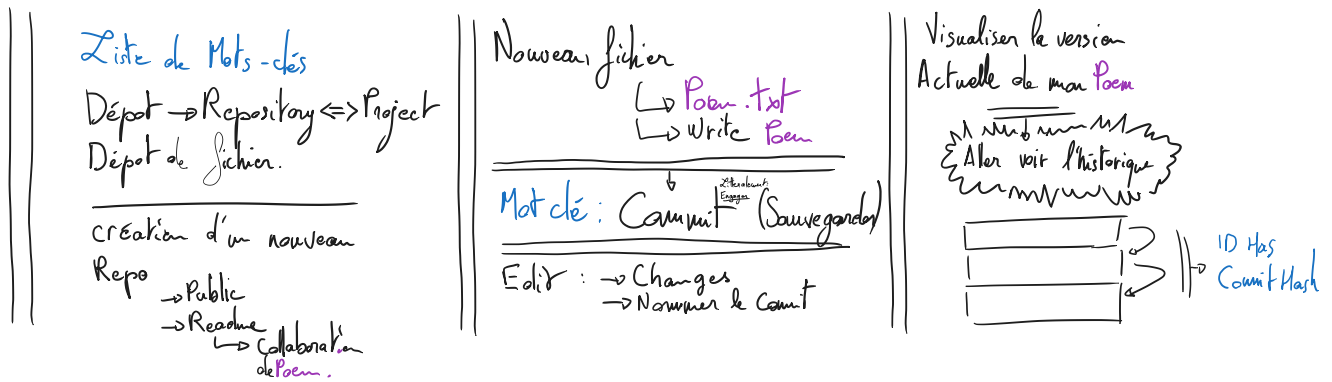 Liste de Mots-clés
Dépot → Repository <=> Project
Dépot de fichier.
création d'un nouveau
Repo
→ Public
→ Readme
→ Collaboration
de Poem.
Nouveau fichier
→ Poem.txt
→ Write Poem
Mot clé : Commit (Sauvegarder)
Litteralement
Engager
Edit : → Changes
→ Nommer le Commit
Visualiser la version
Actuelle de mon Poem
Aller voir l'historique
ID Has
Commit Hash